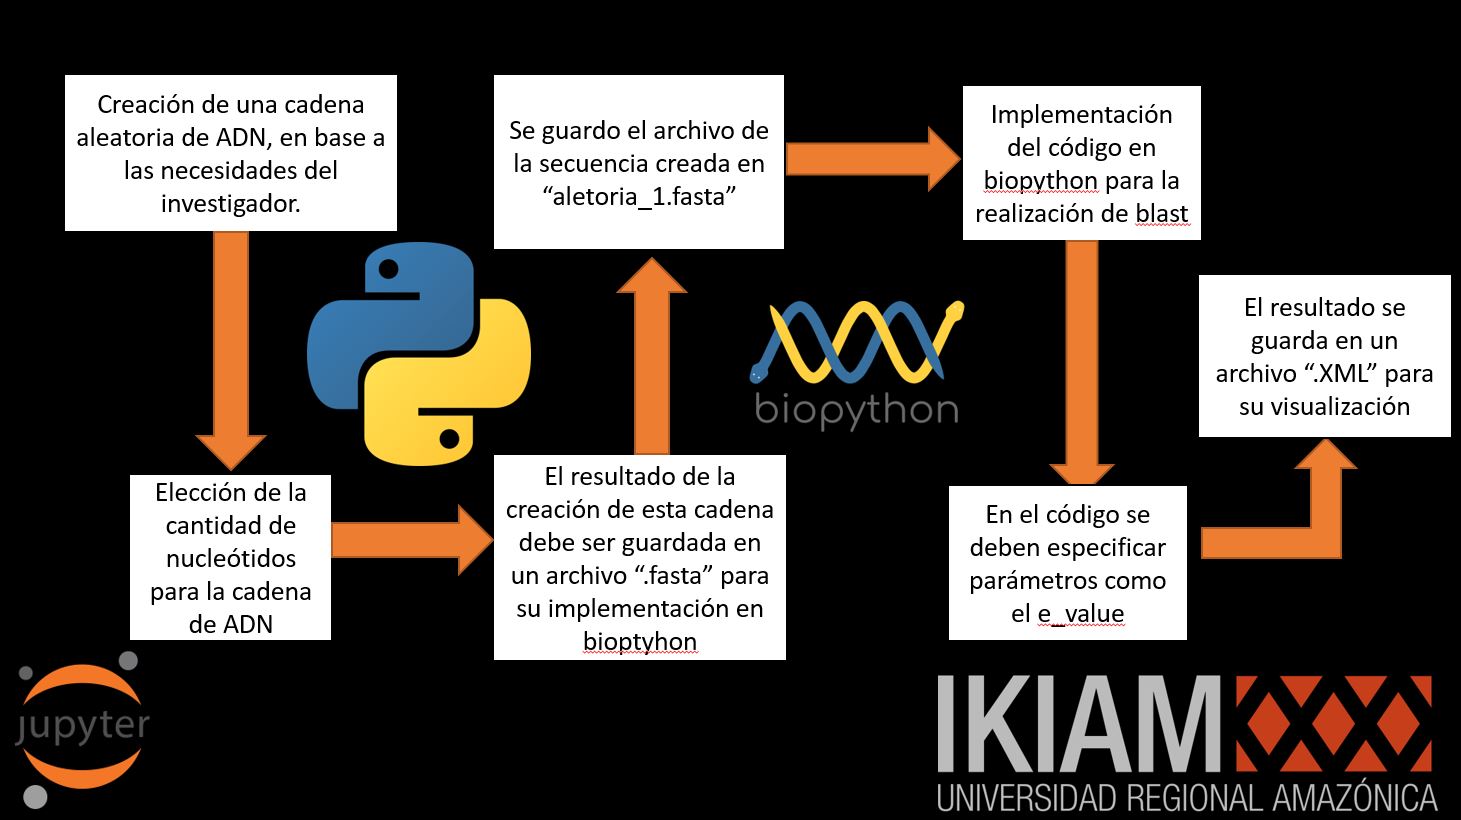 Creación de una cadena
aleatoria de ADN, en base a
las necesidades del
investigador.
Elección de la
cantidad de
nucleótidos
para la cadena
de ADN
El resultado de la
creación de esta cadena
debe ser guardada en
un archivo “.fasta” para
su implementación en
bioptyhon
Se guardo el archivo de
la secuencia creada en
“aletoria_1.fasta”
Implementación
del código en
biopython para la
realización de blast
En el código se
deben especificar
parámetros como
el e_value
El resultado se
guarda en un
archivo “.XML” para
su visualización
biopython
jupyter
IKIAM
UNIVERSIDAD REGIONAL AMAZÓNICA